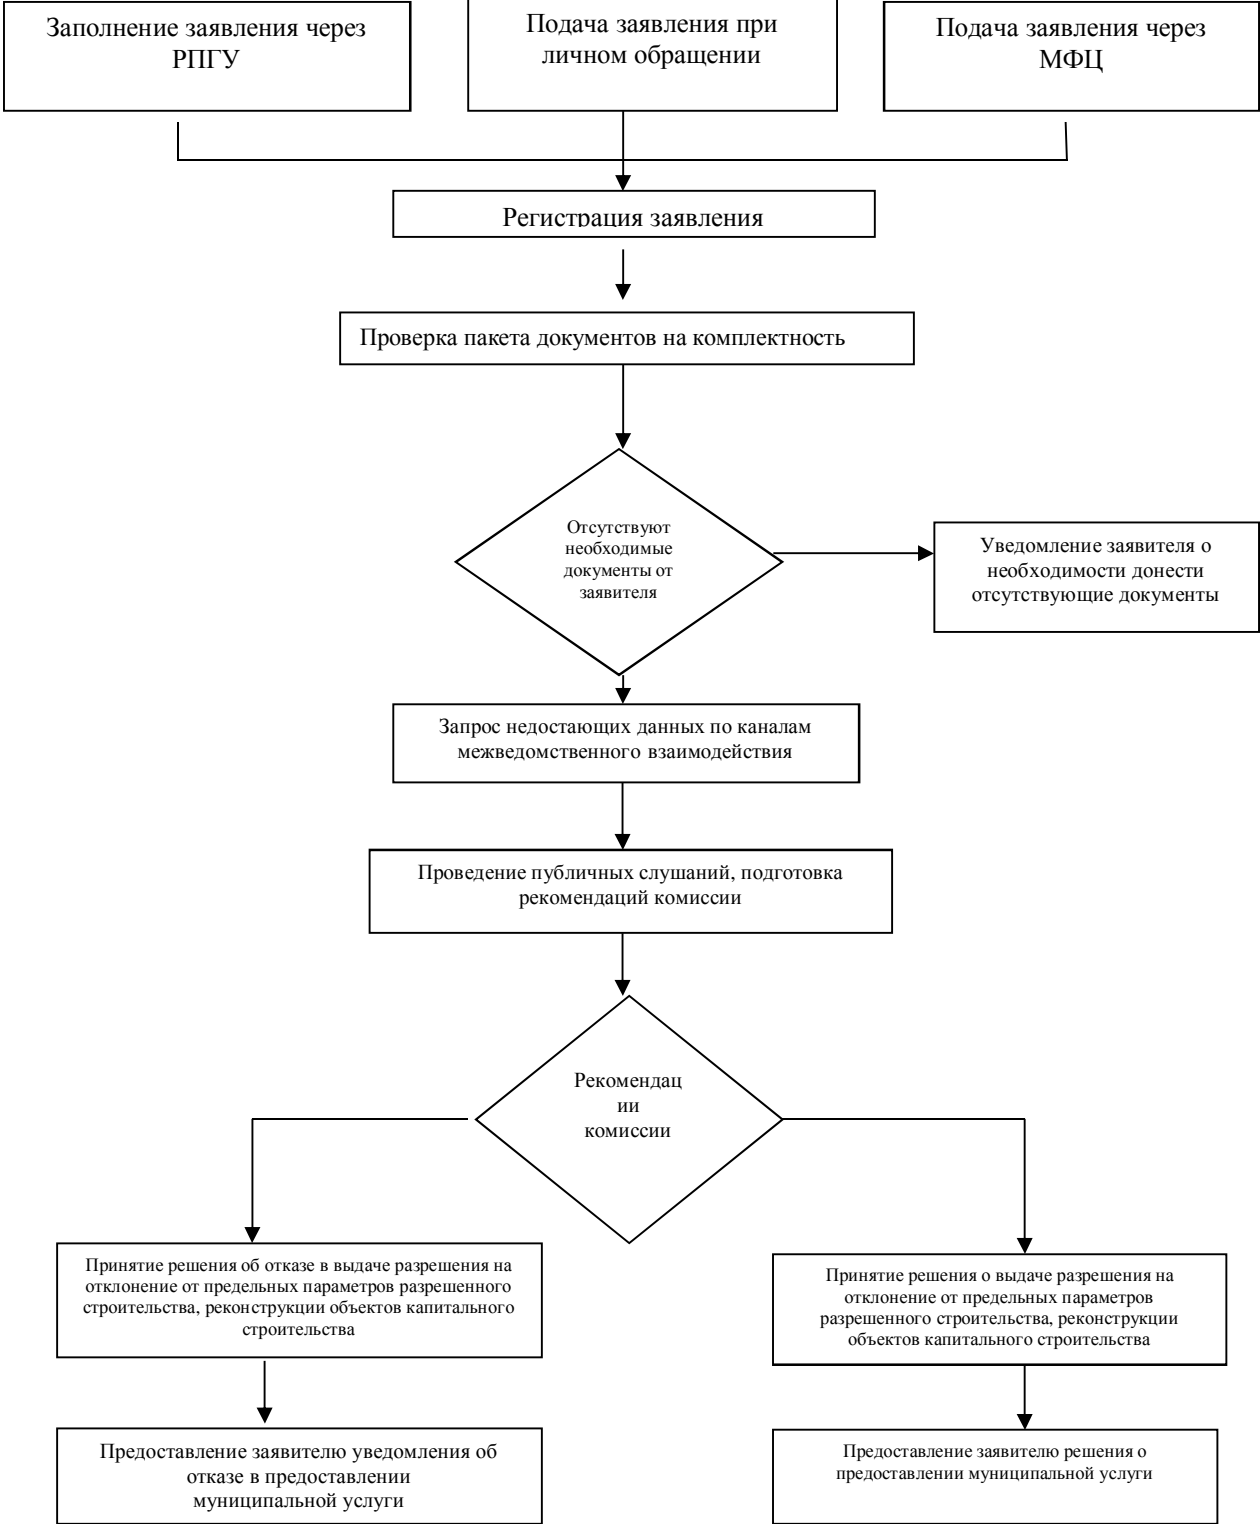 Заполнение заявления через
РПГУ
Подача заявления при
личном обращении
Подача заявления через
МФЦ
Регистрация заявления
Проверка пакета документов на комплектность
Отсутствуют
необходимые
документы от
заявителя
Уведомление заявителя о
необходимости донести
отсутствующие документы
Запрос недостающих данных по каналам
межведомственного взаимодействия
Проведение публичных слушаний, подготовка
рекомендаций комиссии
Рекомендац
ии
комиссии
Принятие решения об отказе в выдаче разрешения на
отклонение от предельных параметров разрешенного
строительства, реконструкции объектов капитального
строительства
Принятие решения о выдаче разрешения на
отклонение от предельных параметров
разрешенного строительства, реконструкции
объектов капитального строительства
Предоставление заявителю уведомления об
отказе в предоставлении
муниципальной услуги
Предоставление заявителю решения о
предоставлении муниципальной услуги